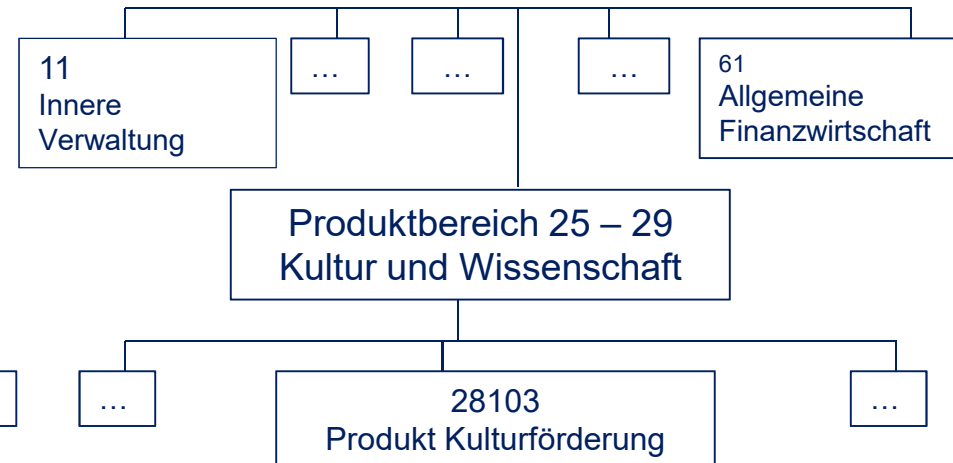 11
Innere
Verwaltung
…
…
…
61
Allgemeine
Finanzwirtschaft
Produktbereich 25 – 29
Kultur und Wissenschaft
…
28103
Produkt Kulturförderung
…